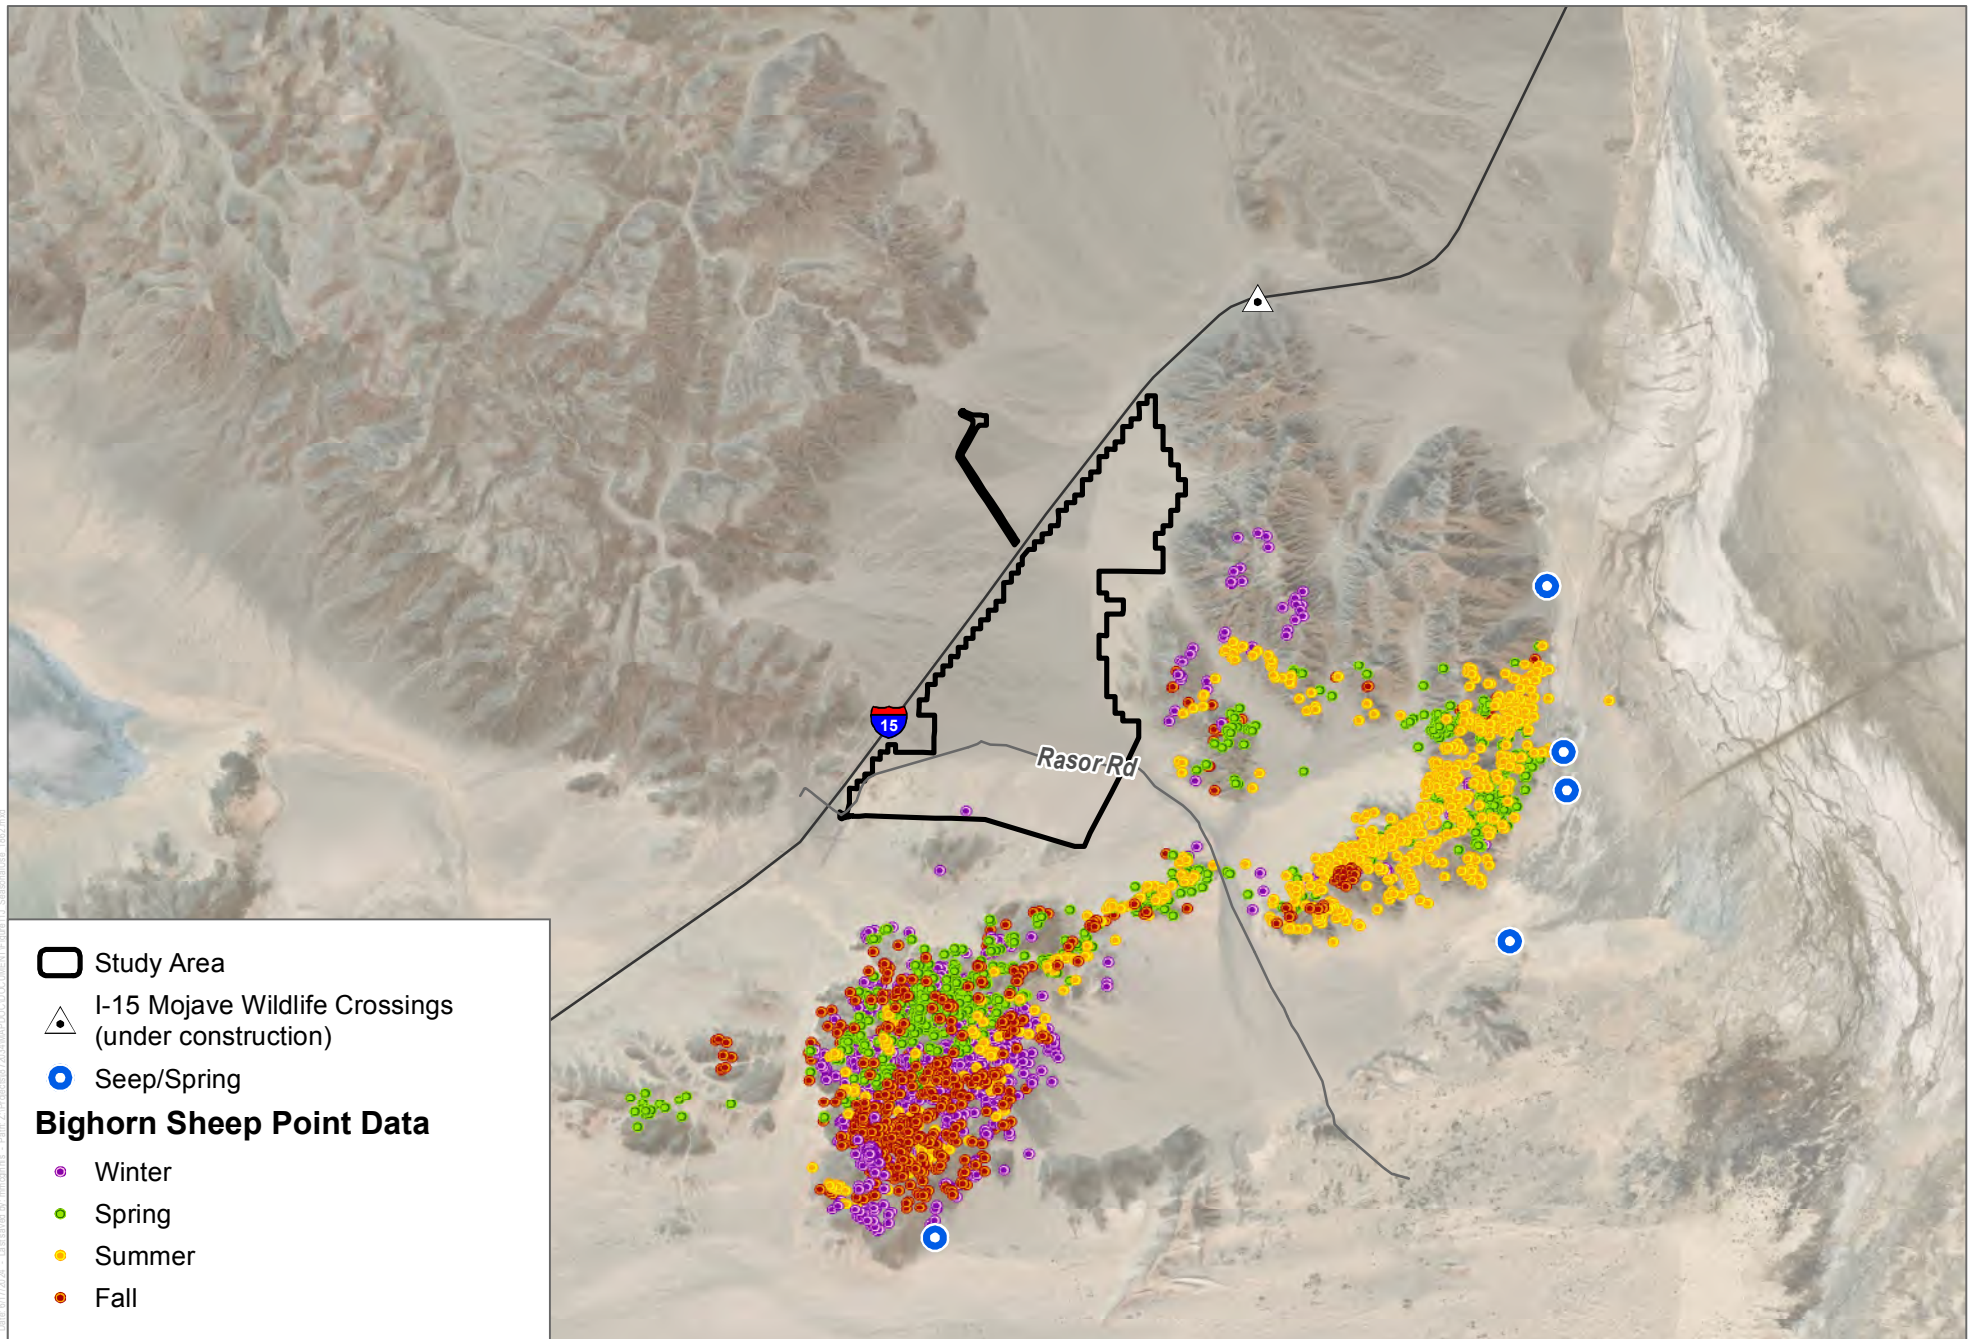 15
Rasor Rd
Study Area
I-15 Mojave Wildlife Crossings
(under construction)
Seep/Spring
Bighorn Sheep Point Data
Winter
Spring
Summer
Fall